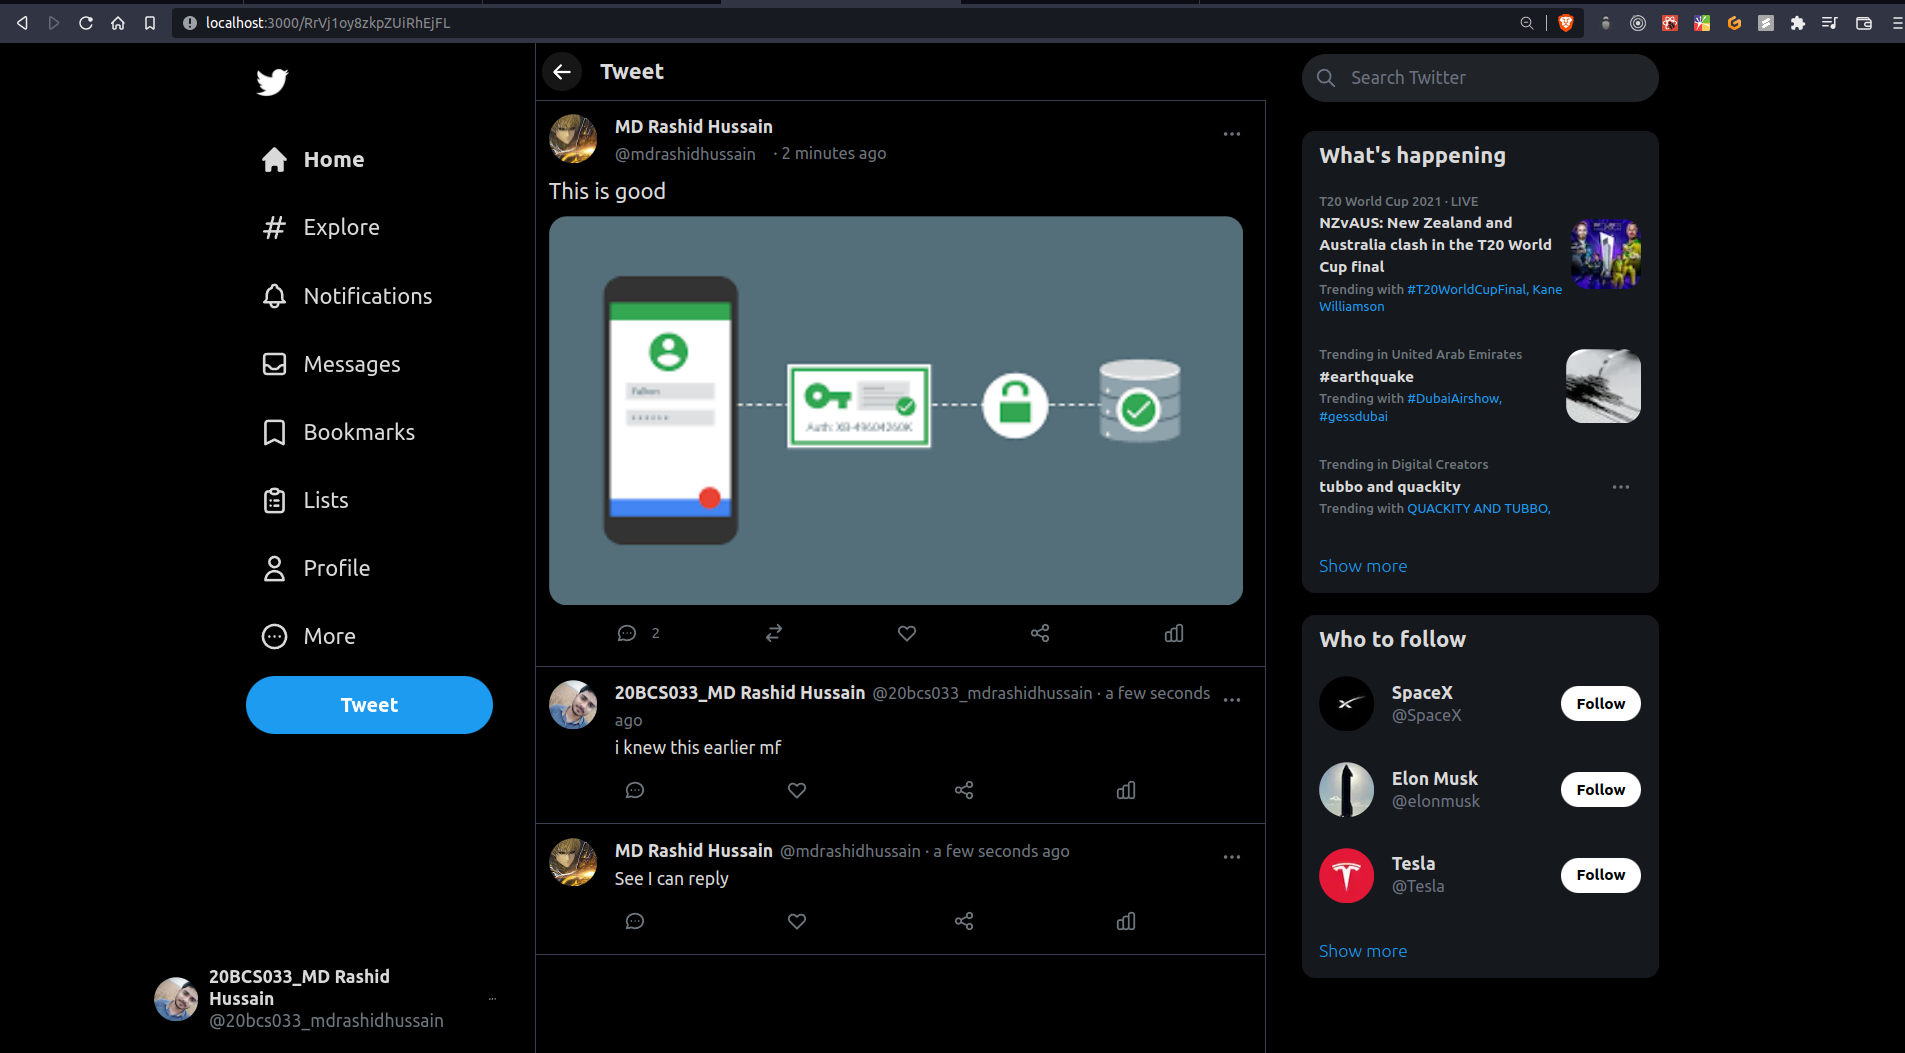 localhost:3000/RrVj1oy8zkpZUiRhEjFL
Home
Explore
Notifications
Messages
Bookmarks
Lists
Profile
More
Tweet
20BCS033_MD Rashid
Hussain
@20bcs033_mdrashidhussain
Tweet
MD Rashid Hussain
@mdrashidhussain · 2 minutes ago
This is good
Auth: XB-49604260K
2
20BCS033_MD Rashid Hussain @20bcs033_mdrashidhussain · a few seconds
ago
i knew this earlier mf
MD Rashid Hussain @mdrashidhussain · a few seconds ago
See I can reply
Search Twitter
What's happening
T20 World Cup 2021 · LIVE
NZvAUS: New Zealand and
Australia clash in the T20 World
Cup final
Trending with #T20WorldCupFinal, Kane
Williamson
Trending in United Arab Emirates
#earthquake
Trending with #DubaiAirshow,
#gessdubai
Trending in Digital Creators
tubbo and quackity
Trending with QUACKITY AND TUBBO,
Show more
Who to follow
SpaceX
@SpaceX
Follow
Elon Musk
@elonmusk
Follow
Tesla
@Tesla
Follow
Show more